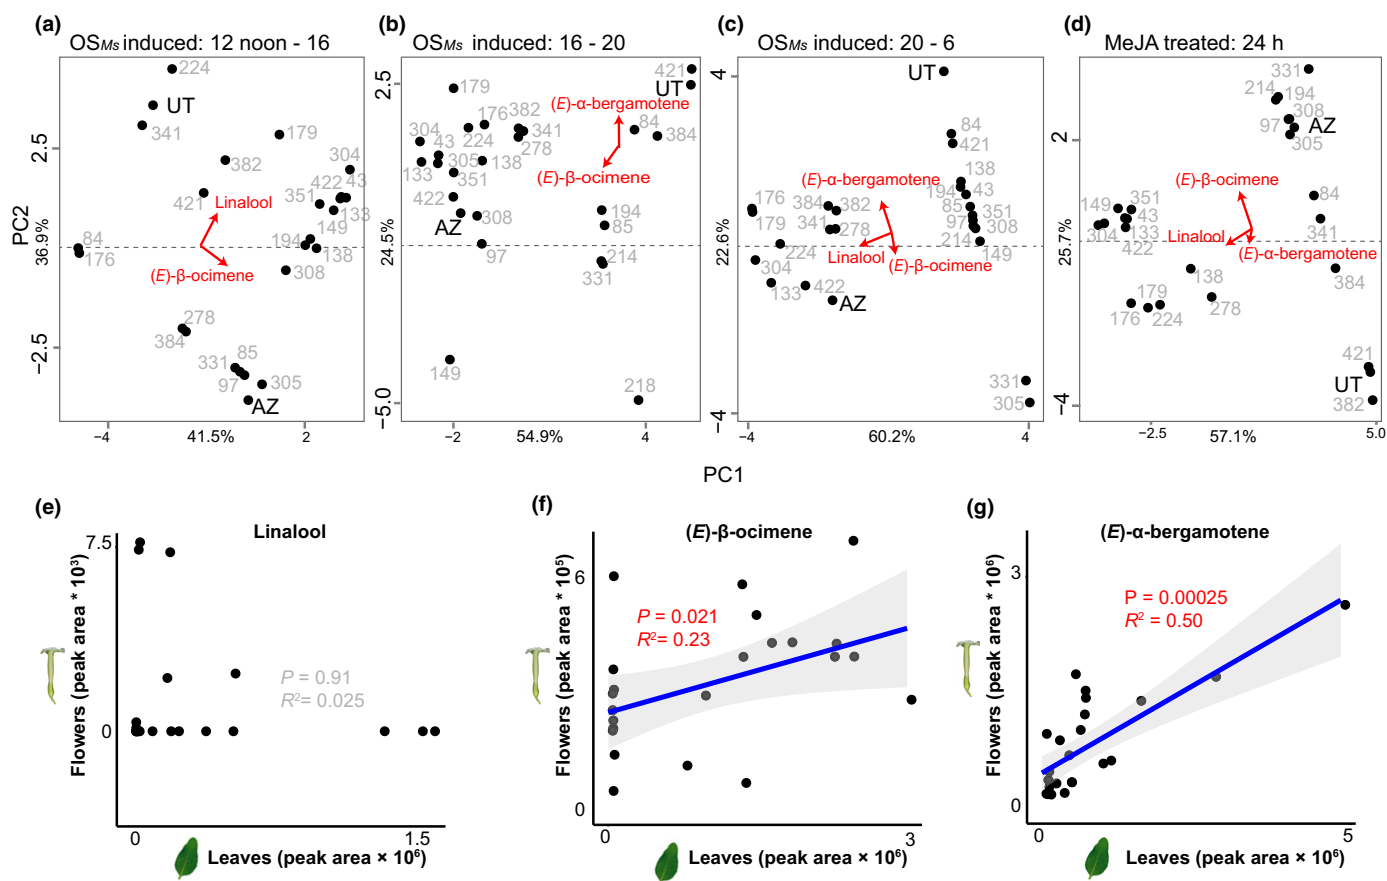 (a)
OSMs induced: 12 noon - 16
224
UT
341
179
382
304
421
Linalool
351
422
43
133
149
194
138
84
176
(E)-β-ocimene
308
278
384
331
85
97
305
AZ
2.5
−2.5
36.9%
PC2
−4
41.5%
2
(b)
OSMs induced: 16 - 20
421
UT
179
(E)-α-bergamotene
176
382
84
384
304
43
224
341
278
133
305
138
351
(E)-β-ocimene
422
AZ
308
194
85
97
214
331
149
218
2.5
24.5%
−5.0
−2
54.9%
4
(c)
OSMs induced: 20 - 6
UT
84
421
138
(E)-α-bergamotene
194
43
176
384
382
85
351
179
341
278
97
308
224
Linalool
214
149
(E)-β-ocimene
304
133
422
AZ
331
305
4
22.6%
−4
−4
60.2%
4
(d)
MeJA treated: 24 h
331
214
194
308
97
AZ
305
(E)-β-ocimene
84
149
351
43
341
304
133
Linalool
422
(E)-α-bergamotene
138
384
179
176
224
278
421
UT
382
2
25.7%
−4
−2.5
57.1%
5.0
PC1
(e)
Linalool
7.5
0
Flowers (peak area * 10³)
P = 0.91
R²= 0.025
0
1.5
Leaves (peak area × 10⁶)
(f)
(E)-β-ocimene
6
0
Flowers (peak area * 10⁵)
P = 0.021
R²= 0.23
0
3
Leaves (peak area × 10⁶)
(g)
(E)-α-bergamotene
3
0
Flowers (peak area * 10⁶)
P = 0.00025
R² = 0.50
0
5
Leaves (peak area × 10⁶)